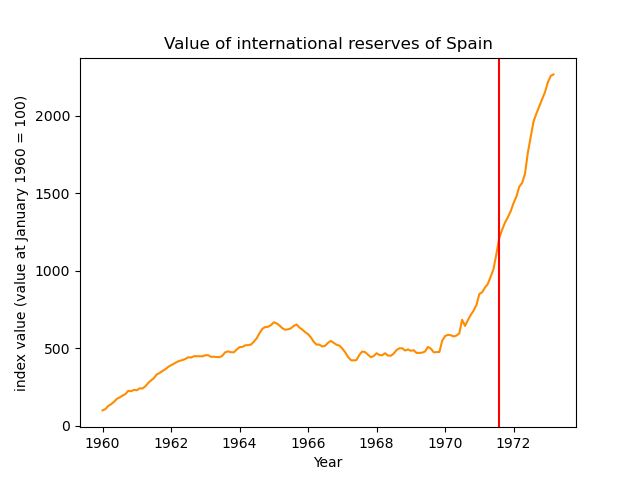 Value of international reserves of Spain
index value (value at January 1960 = 100)
2000
1500
1000
500
0
1960 1962 1964 1966 1968 1970 1972
Year